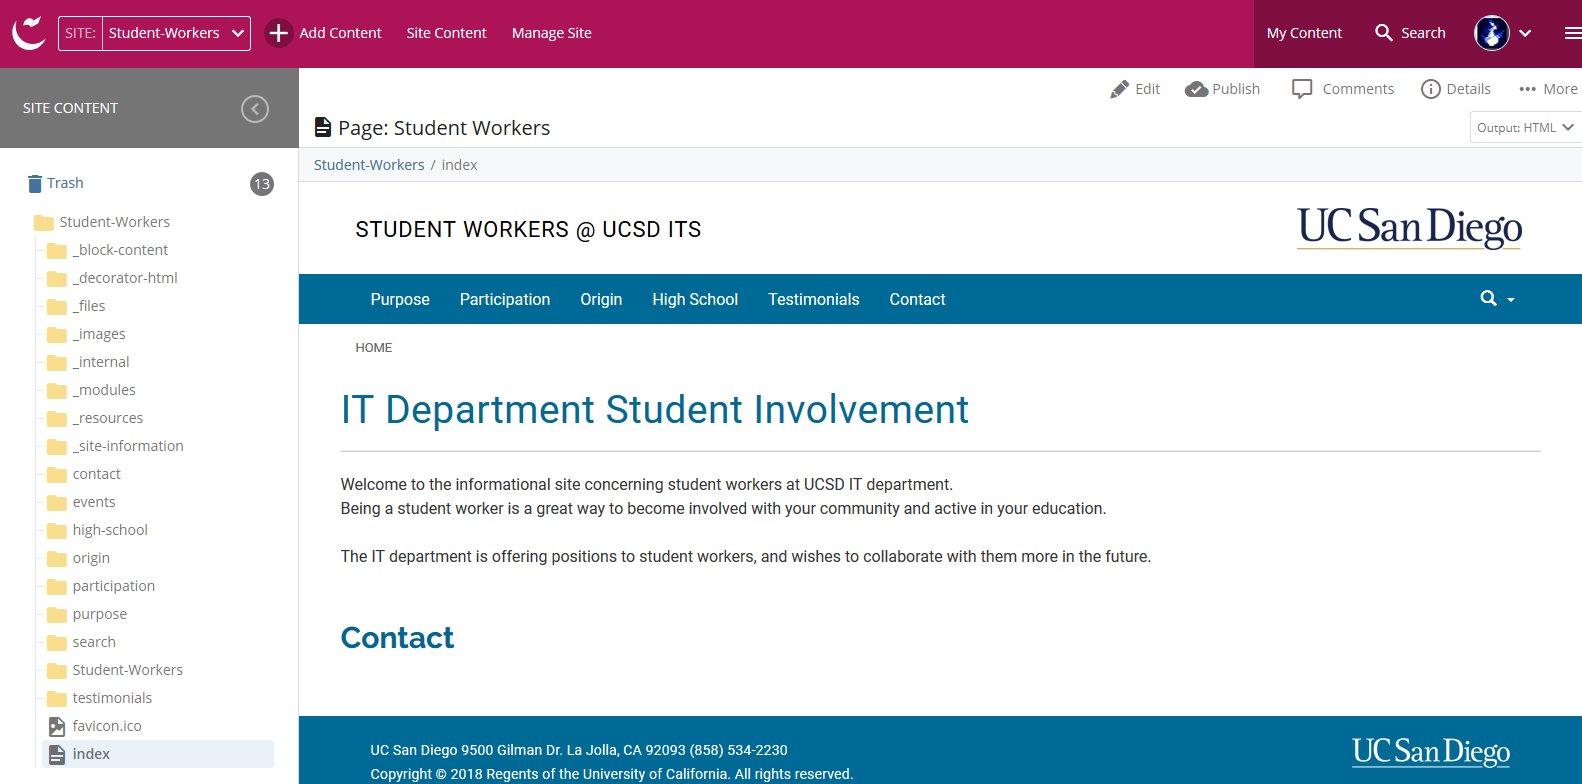 SITE: Student-Workers Add Content Site Content Manage Site My Content Search
SITE CONTENT
Edit Publish Comments Details More
Page: Student Workers
Output: HTML
Student-Workers / index
Trash 13
Student-Workers
_block-content
_decorator-html
_files
_images
_internal
_modules
_resources
_site-information
contact
events
high-school
origin
participation
purpose
search
Student-Workers
testimonials
favicon.ico
index
STUDENT WORKERS @ UCSD ITS
UC San Diego
Purpose Participation Origin High School Testimonials Contact
HOME
IT Department Student Involvement
Welcome to the informational site concerning student workers at UCSD IT department.
Being a student worker is a great way to become involved with your community and active in your education.
The IT department is offering positions to student workers, and wishes to collaborate with them more in the future.
Contact
UC San Diego 9500 Gilman Dr. La Jolla, CA 92093 (858) 534-2230
Copyright © 2018 Regents of the University of California. All rights reserved.
UC San Diego